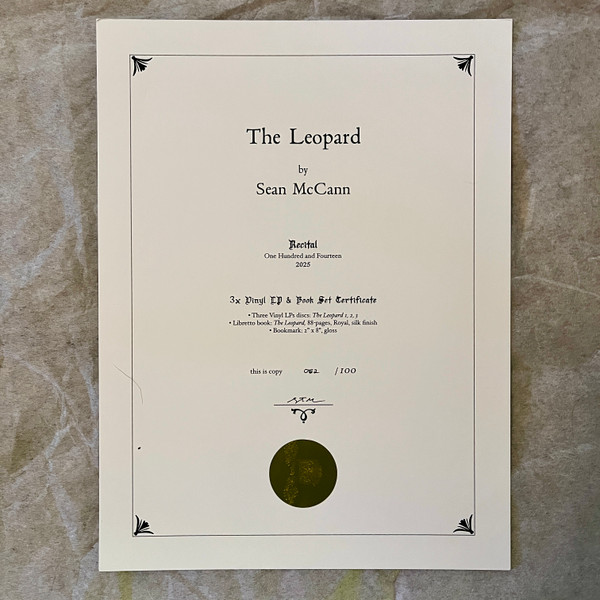 The Leopard
by
Sean McCann
Recital
One Hundred and Fourteen
2025
3x Vinyl LP & Book Set Certificate
• Three Vinyl LPs discs: The Leopard 1, 2, 3
• Libretto book: The Leopard, 88-pages, Royal, silk finish
• Bookmark: 2" x 8", gloss
this is copy 052 /100